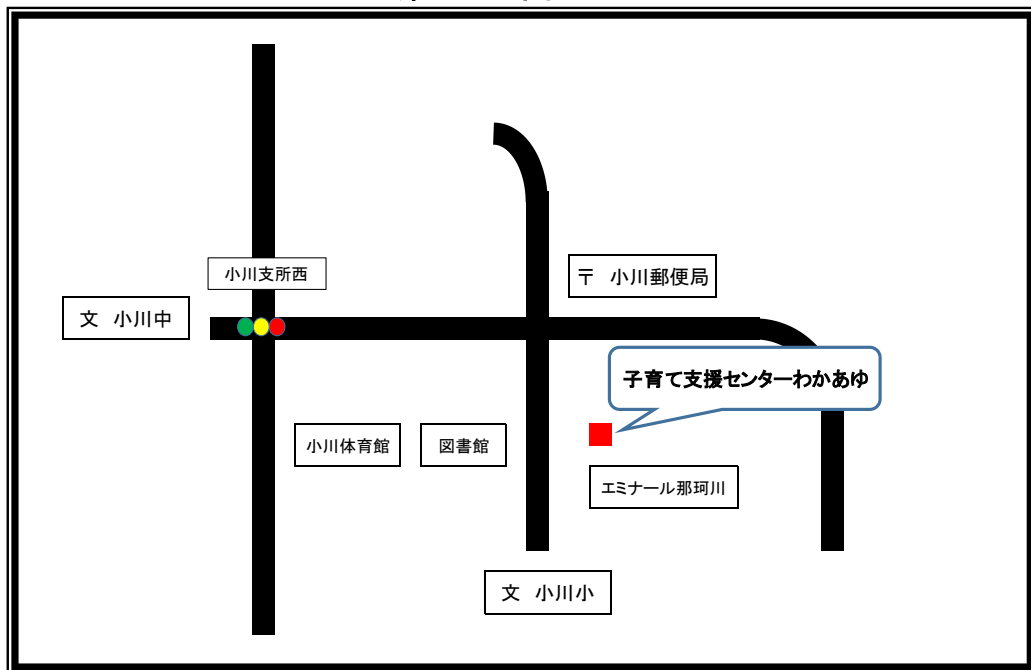 小川支所西
〒 小川郵便局
文 小川中
子育て支援センターわかあゆ
小川体育館
図書館
エミナール那珂川
文 小川小